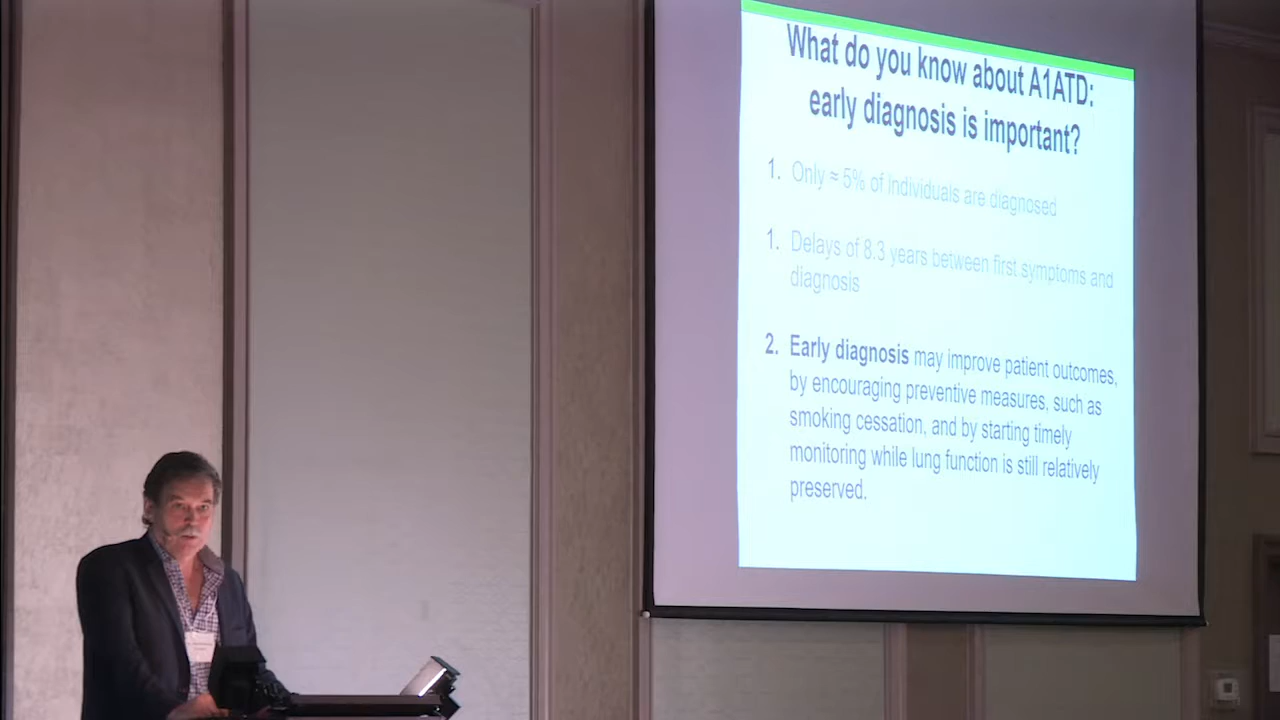 What do you know about A1ATD:
early diagnosis is important?
1. Only ≈ 5% of individuals are diagnosed
1. Delays of 8.3 years between first symptoms and
diagnosis
2. Early diagnosis may improve patient outcomes,
by encouraging preventive measures, such as
smoking cessation, and by starting timely
monitoring while lung function is still relatively
preserved.